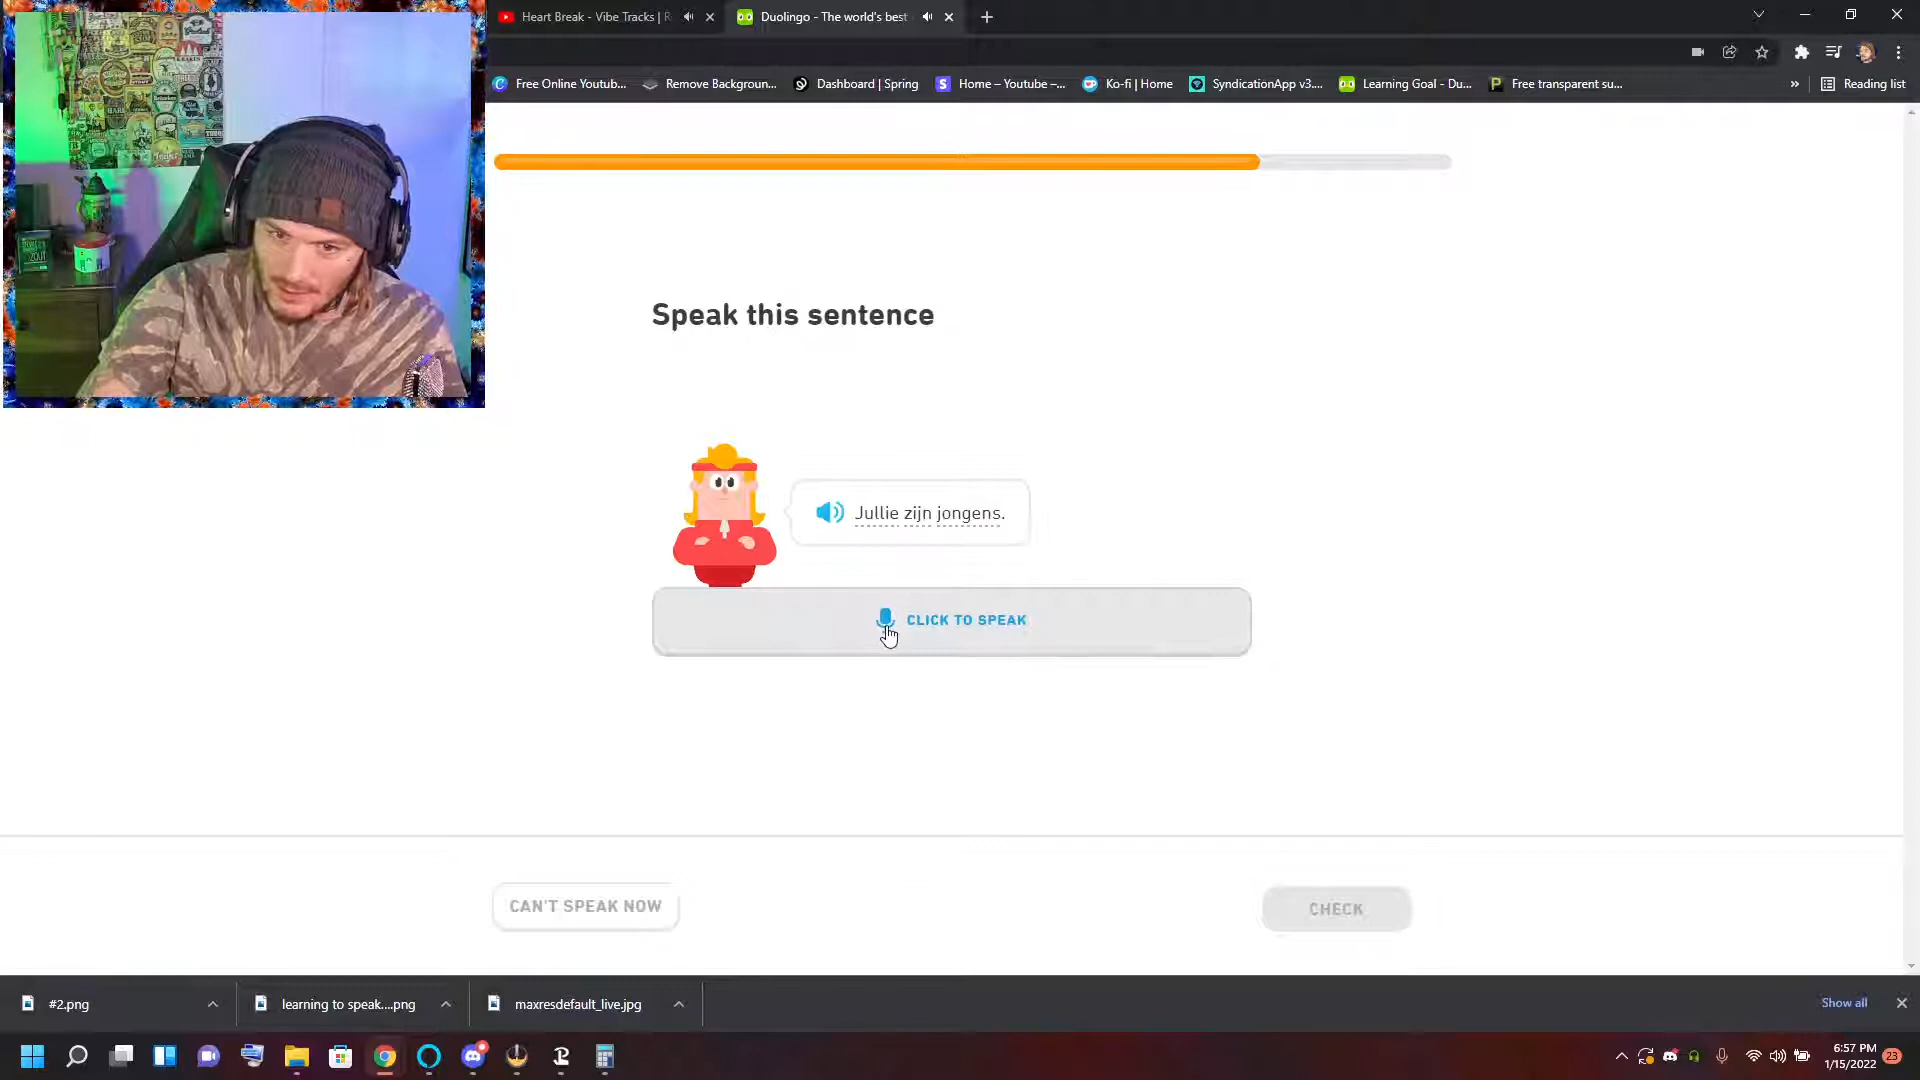 Heart Break - Vibe Tracks | R
Duolingo - The world's best
Free Online Youtub...
Remove Backgroun...
Dashboard | Spring
Home – Youtube –...
Ko-fi | Home
SyndicationApp v3....
Learning Goal - Du...
Free transparent su...
»
Reading list
Speak this sentence
Jullie zijn jongens.
CLICK TO SPEAK
CAN'T SPEAK NOW
CHECK
#2.png
learning to speak....png
maxresdefault_live.jpg
Show all
6:57 PM
1/15/2022
23